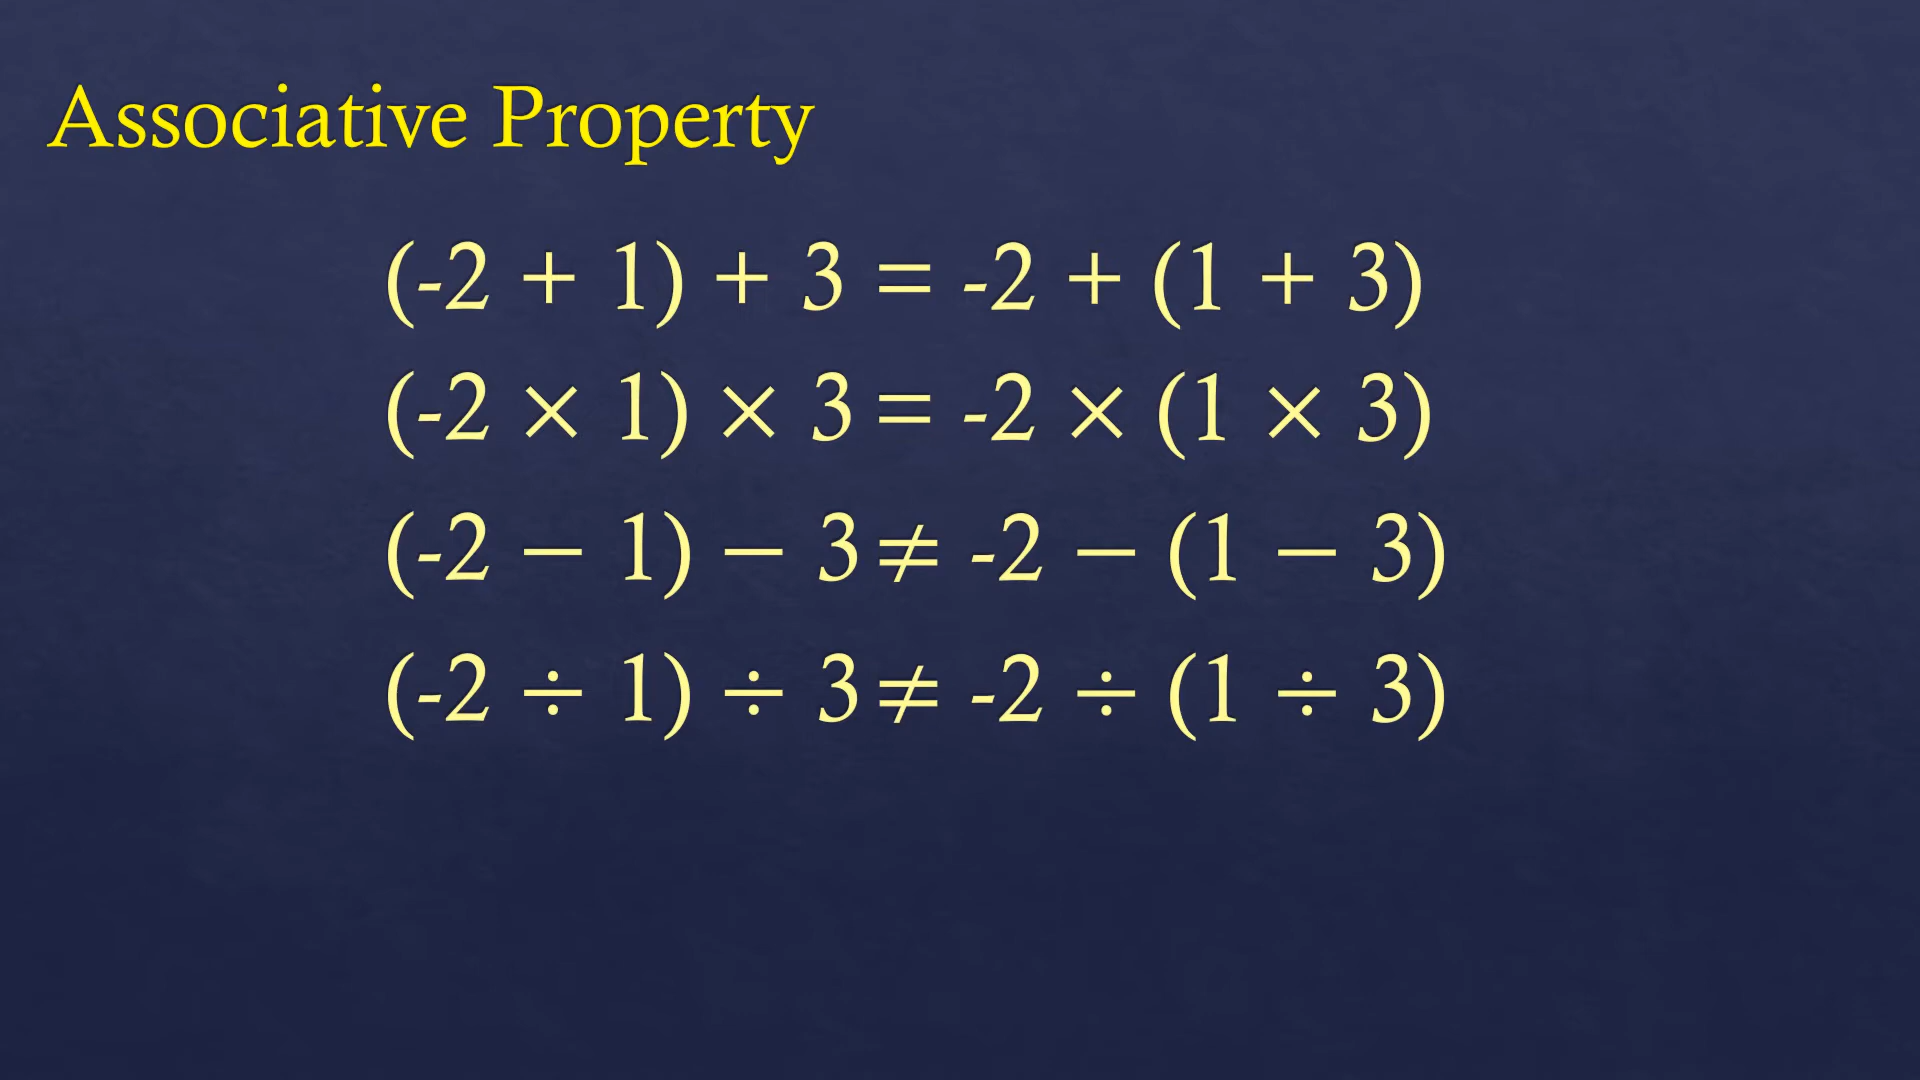 Associative Property
(-2 + 1) + 3 = -2 + (1 + 3)
(-2 × 1) × 3 = -2 × (1 × 3)
(-2 − 1) − 3 ≠ -2 − (1 − 3)
(-2 ÷ 1) ÷ 3 ≠ -2 ÷ (1 ÷ 3)